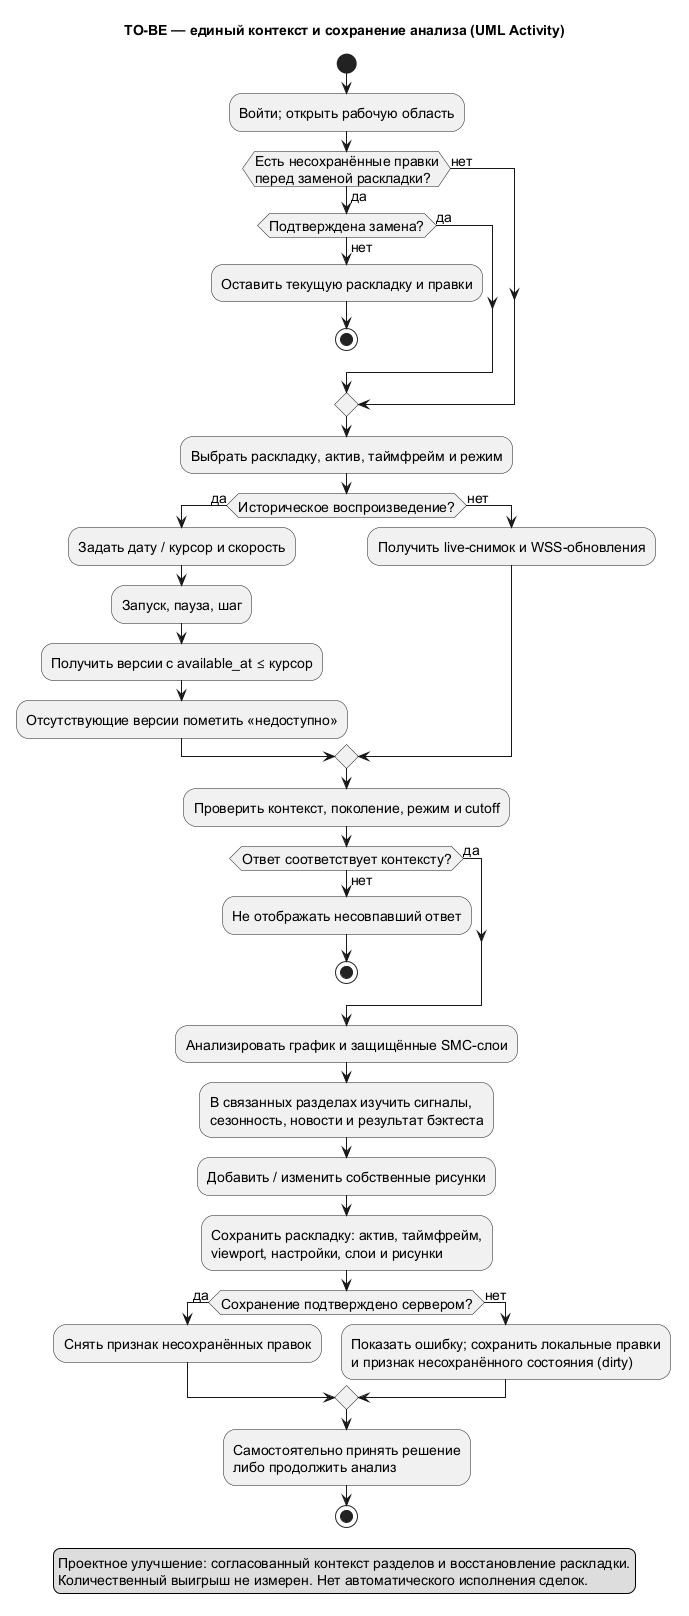 TO-BE — единый контекст и сохранение анализа (UML Activity)
Войти; открыть рабочую область
Есть несохранённые правки
перед заменой раскладки?
нет
да
Подтверждена замена?
да
нет
Оставить текущую раскладку и правки
Выбрать раскладку, актив, таймфрейм и режим
да
Историческое воспроизведение?
нет
Задать дату / курсор и скорость
Получить live-снимок и WSS-обновления
Запуск, пауза, шаг
Получить версии с available_at ≤ курсор
Отсутствующие версии пометить «недоступно»
Проверить контекст, поколение, режим и cutoff
Ответ соответствует контексту?
да
нет
Не отображать несовпавший ответ
Анализировать график и защищённые SMC-слои
В связанных разделах изучить сигналы,
сезонность, новости и результат бэктеста
Добавить / изменить собственные рисунки
Сохранить раскладку: актив, таймфрейм,
viewport, настройки, слои и рисунки
да
Сохранение подтверждено сервером?
нет
Снять признак несохранённых правок
Показать ошибку; сохранить локальные правки
и признак несохранённого состояния (dirty)
Самостоятельно принять решение
либо продолжить анализ
Проектное улучшение: согласованный контекст разделов и восстановление раскладки.
Количественный выигрыш не измерен. Нет автоматического исполнения сделок.